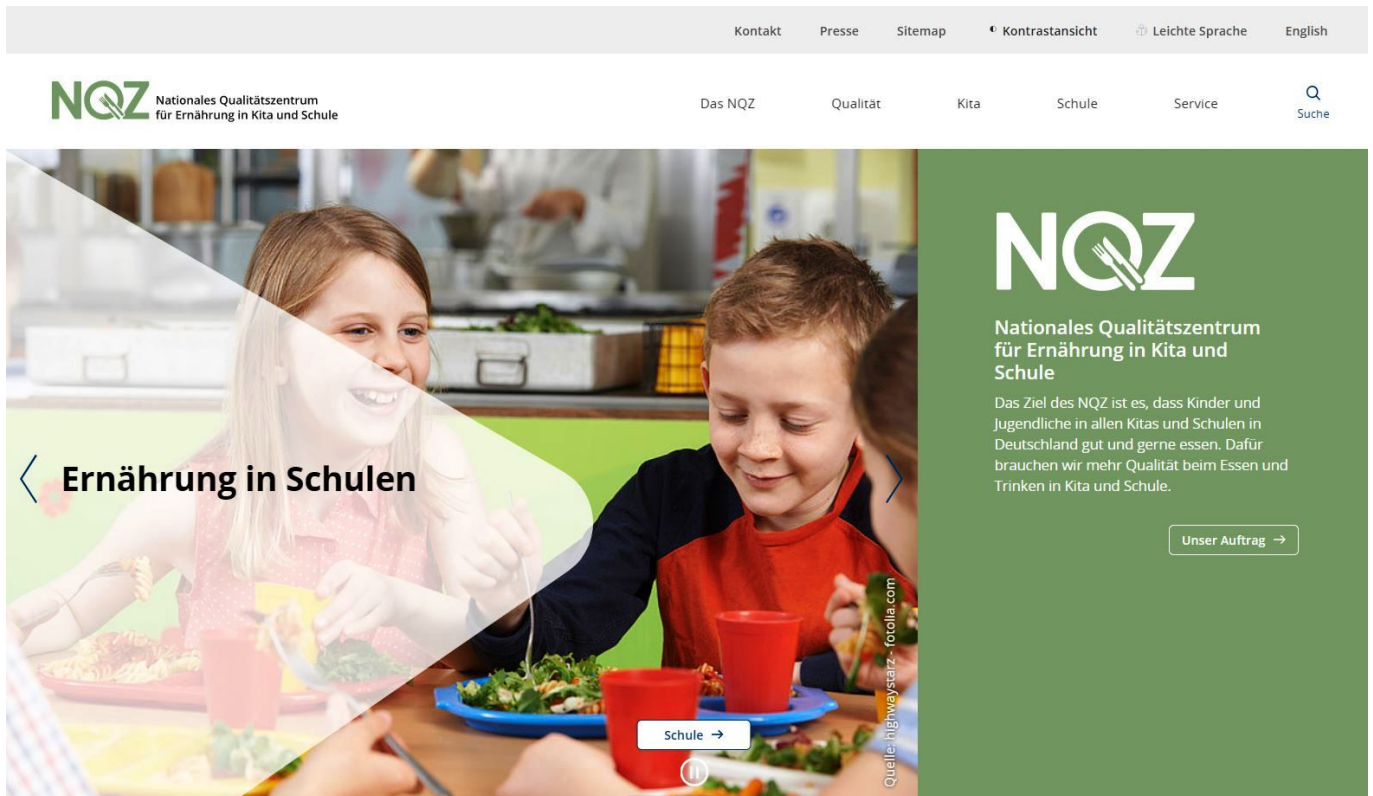 Kontakt Presse Sitemap Kontrastansicht Leichte Sprache English
NQZ Nationales Qualitätszentrum
für Ernährung in Kita und Schule
Das NQZ Qualität Kita Schule Service Suche
Ernährung in Schulen
Schule →
Quelle: highwaystarz - fotolia.com
NQZ
Nationales Qualitätszentrum
für Ernährung in Kita und
Schule
Das Ziel des NQZ ist es, dass Kinder und
Jugendliche in allen Kitas und Schulen in
Deutschland gut und gerne essen. Dafür
brauchen wir mehr Qualität beim Essen und
Trinken in Kita und Schule.
Unser Auftrag →